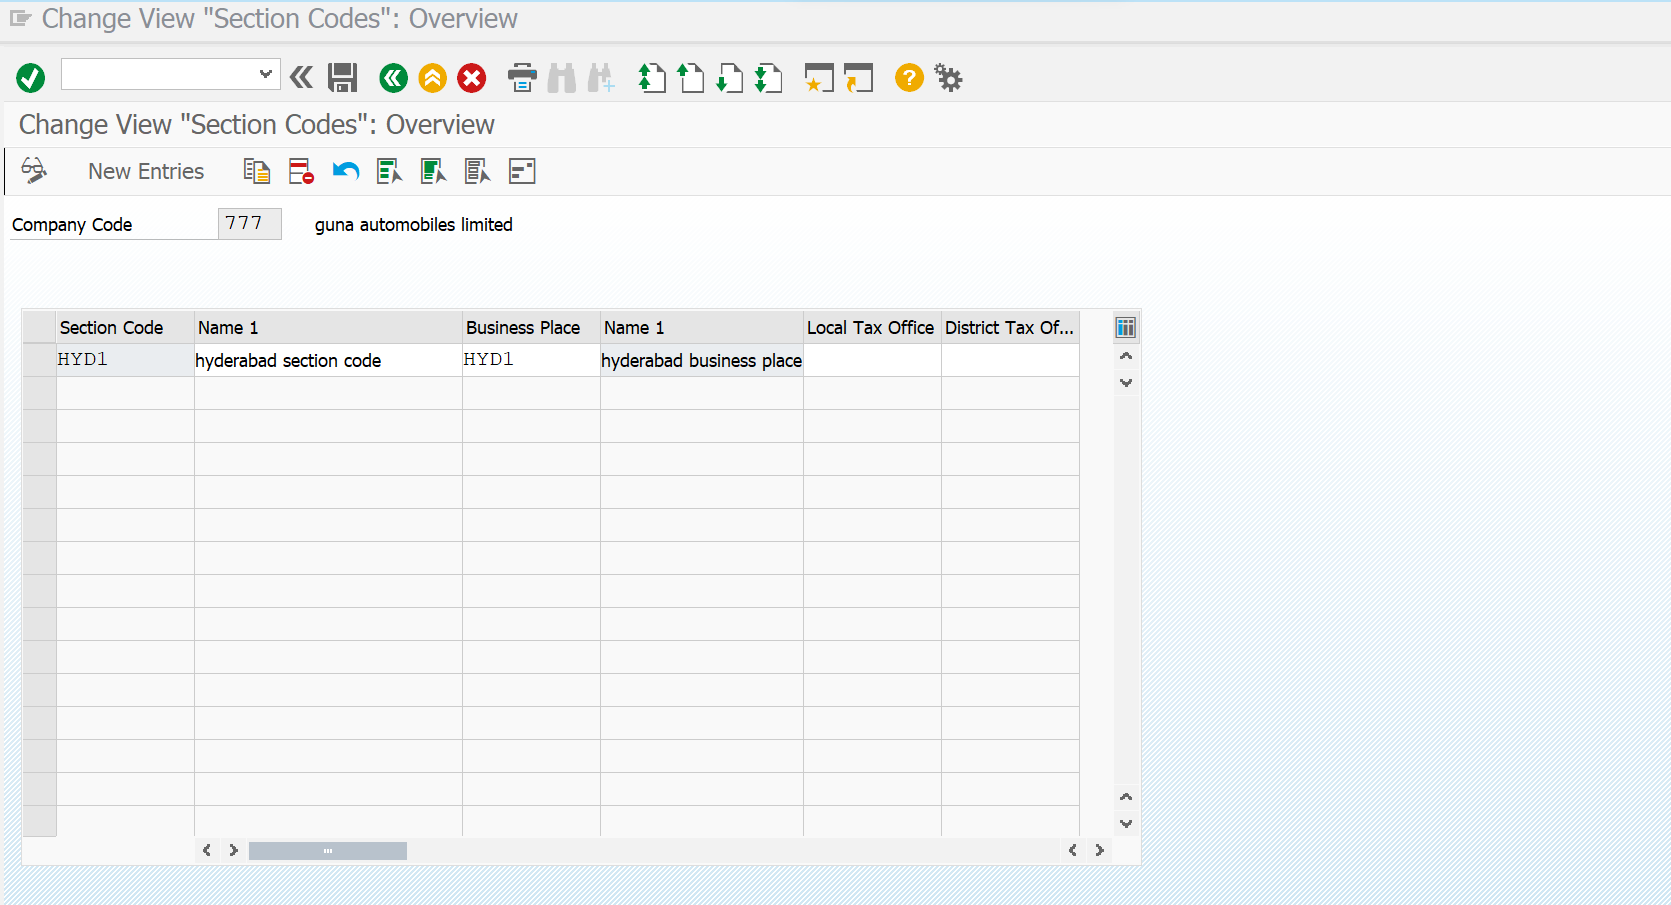 Change View "Section Codes": Overview
Change View "Section Codes": Overview
New Entries
Company Code 777 guna automobiles limited
Section Code Name 1 Business Place Name 1 Local Tax Office District Tax Of...
HYD1 hyderabad section code HYD1 hyderabad business place